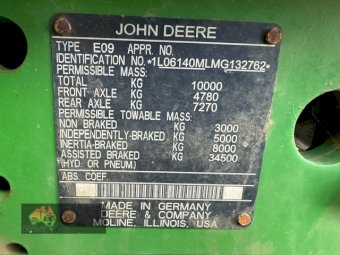 JOHN DEERE
TYPE E09 APPR. NO.
IDENTIFICATION NO. *1L06140MLMG132762*
PERMISSIBLE MASS:
TOTAL KG 10000
FRONT AXLE KG 4780
REAR AXLE KG 7270
PERMISSIBLE TOWABLE MASS:
NON BRAKED KG 3000
INDEPENDENTLY-BRAKED KG 5000
INERTIA-BRAKED KG 8000
ASSISTED BRAKED KG 34500
(HYD. OR PNEUM.)
ABS. COEF.
MADE IN GERMANY
DEERE & COMPANY
MOLINE, ILLINOIS, USA